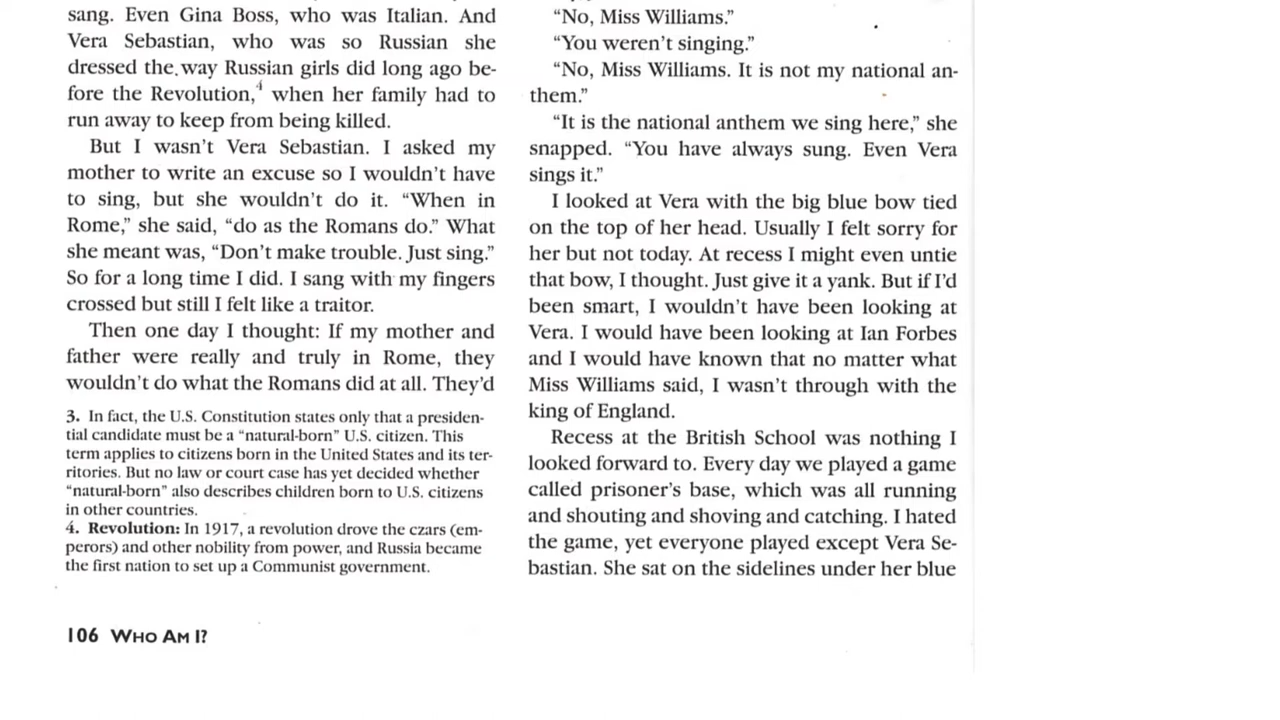 sang. Even Gina Boss, who was Italian. And
Vera Sebastian, who was so Russian she
dressed the way Russian girls did long ago be-
fore the Revolution,4 when her family had to
run away to keep from being killed.
But I wasn't Vera Sebastian. I asked my
mother to write an excuse so I wouldn't have
to sing, but she wouldn't do it. “When in
Rome,” she said, “do as the Romans do.” What
she meant was, “Don't make trouble. Just sing.”
So for a long time I did. I sang with my fingers
crossed but still I felt like a traitor.
Then one day I thought: If my mother and
father were really and truly in Rome, they
wouldn't do what the Romans did at all. They'd
3. In fact, the U.S. Constitution states only that a presiden-
tial candidate must be a “natural-born” U.S. citizen. This
term applies to citizens born in the United States and its ter-
ritories. But no law or court case has yet decided whether
“natural-born” also describes children born to U.S. citizens
in other countries.
4. Revolution: In 1917, a revolution drove the czars (em-
perors) and other nobility from power, and Russia became
the first nation to set up a Communist government.
“No, Miss Williams.”
“You weren't singing.”
“No, Miss Williams. It is not my national an-
them.”
“It is the national anthem we sing here,” she
snapped. “You have always sung. Even Vera
sings it.”
I looked at Vera with the big blue bow tied
on the top of her head. Usually I felt sorry for
her but not today. At recess I might even untie
that bow, I thought. Just give it a yank. But if I'd
been smart, I wouldn't have been looking at
Vera. I would have been looking at Ian Forbes
and I would have known that no matter what
Miss Williams said, I wasn't through with the
king of England.
Recess at the British School was nothing I
looked forward to. Every day we played a game
called prisoner's base, which was all running
and shouting and shoving and catching. I hated
the game, yet everyone played except Vera Se-
bastian. She sat on the sidelines under her blue
106 WHO AM I?